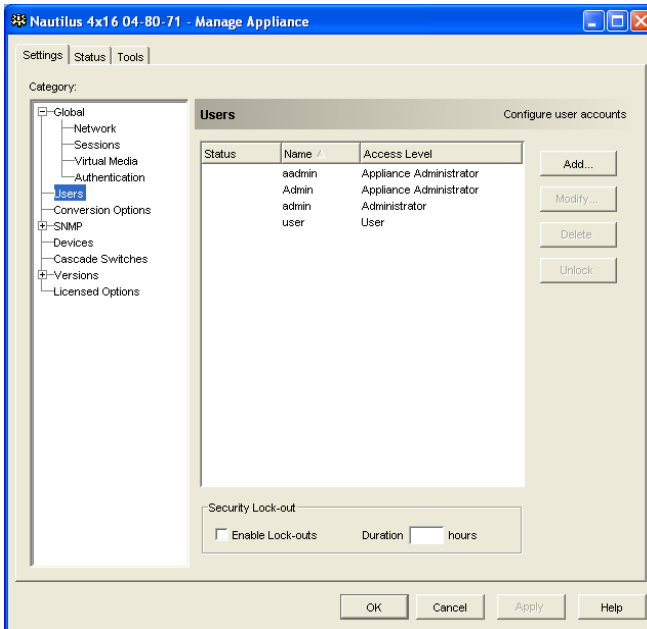 Nautilus 4x16 04-80-71 - Manage Appliance
Settings Status Tools
Category:
Global
Network
Sessions
Virtual Media
Authentication
Users
Conversion Options
SNMP
Devices
Cascade Switches
Versions
Licensed Options
Users Configure user accounts
Status Name Access Level
aadmin Appliance Administrator
Admin Appliance Administrator
admin Administrator
user User
Add...
Modify...
Delete
Unlock
Security Lock-out
Enable Lock-outs Duration hours
OK Cancel Apply Help